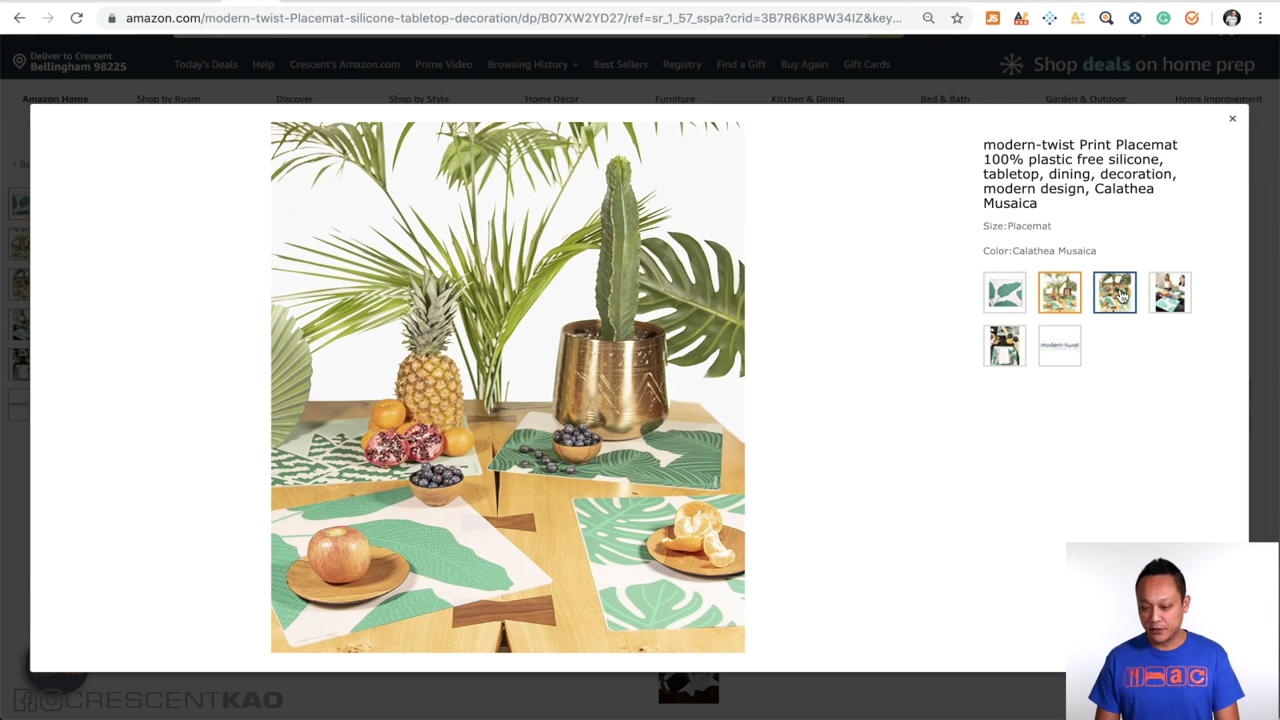 amazon.com/modern-twist-Placemat-silicone-tabletop-decoration/dp/B07XW2YD27/ref=sr_1_57_sspa?crid=3B7R6K8PW34IZ&key...
Deliver to Crescent
Bellingham 98225
Today's Deals Help Crescent's Amazon.com Prime Video Browsing History Best Sellers Registry Find a Gift Buy Again Gift Cards
Shop deals on home prep
Amazon Home Shop by Room Discover Shop by Style Home Décor Furniture Kitchen & Dining Bed & Bath Garden & Outdoor Home Improvement
modern-twist Print Placemat
100% plastic free silicone,
tabletop, dining, decoration,
modern design, Calathea
Musaica
Size:Placemat
Color:Calathea Musaica
modern-twist
CRESCENTKAO